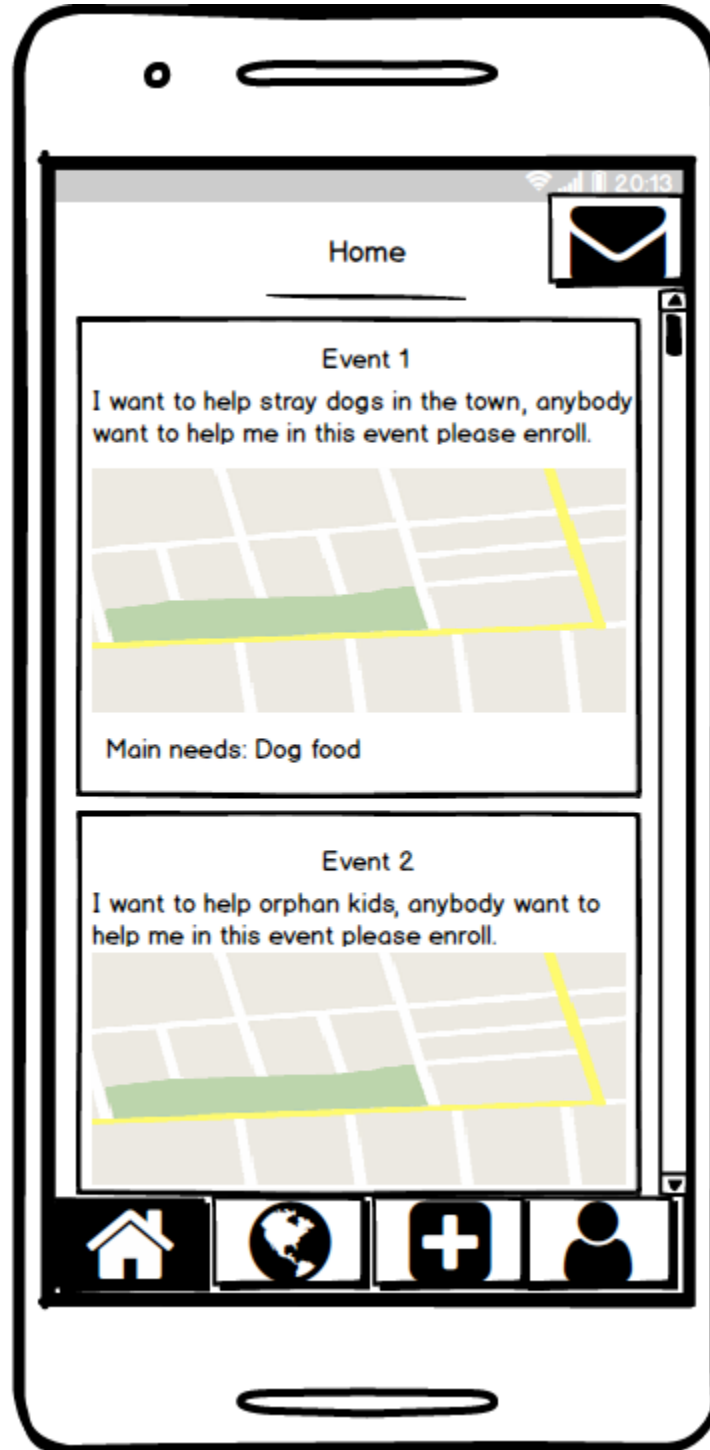 20:13
Home
Event 1
I want to help stray dogs in the town, anybody
want to help me in this event please enroll.
Main needs: Dog food
Event 2
I want to help orphan kids, anybody want to
help me in this event please enroll.